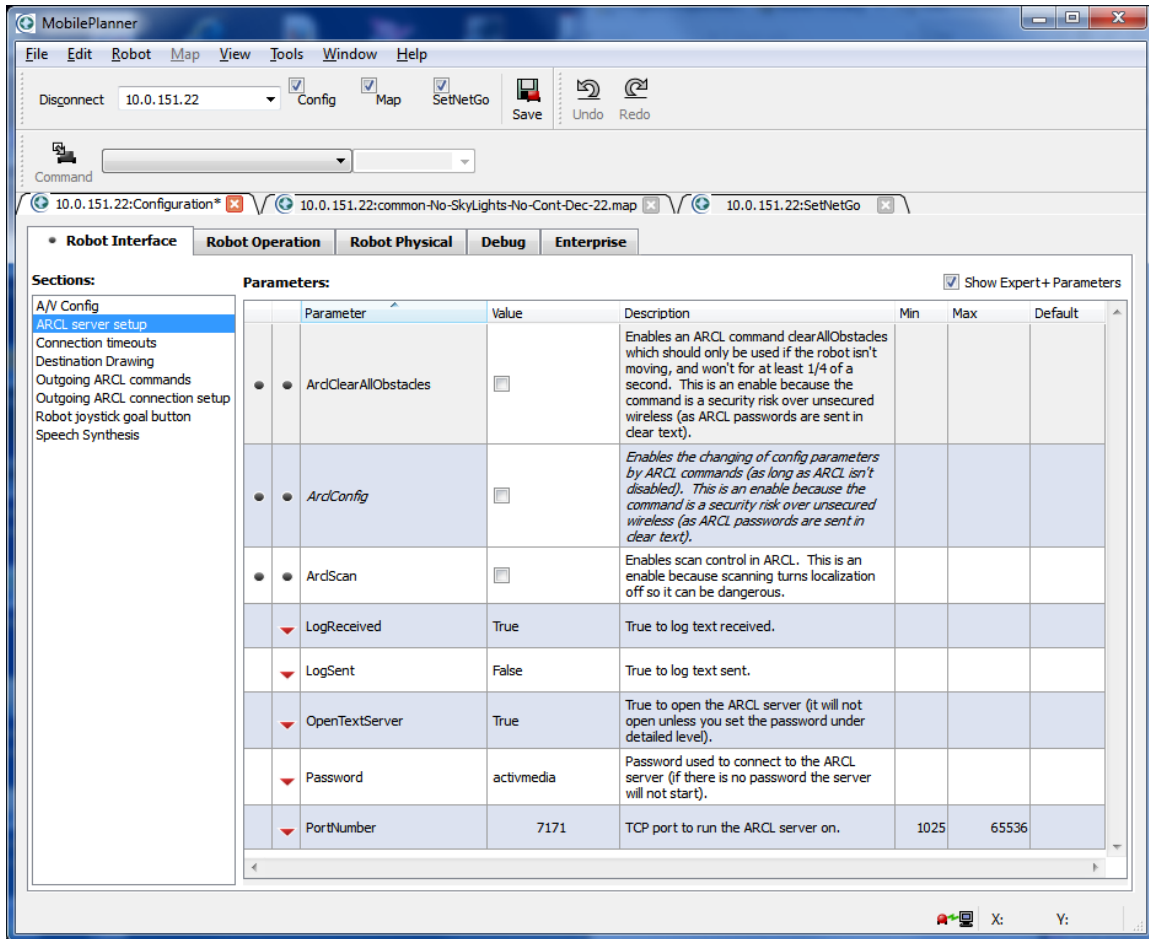 MobilePlanner
File Edit Robot Map View Tools Window Help
Disconnect 10.0.151.22 Config Map SetNetGo Save Undo Redo
Command
10.0.151.22:Configuration* 10.0.151.22:common-No-SkyLights-No-Cont-Dec-22.map 10.0.151.22:SetNetGo
Robot Interface Robot Operation Robot Physical Debug Enterprise
Sections:
A/V Config
ARCL server setup
Connection timeouts
Destination Drawing
Outgoing ARCL commands
Outgoing ARCL connection setup
Robot joystick goal button
Speech Synthesis
Parameters: Show Expert+ Parameters
Parameter Value Description Min Max Default
ArclClearAllObstacles
Enables an ARCL command clearAllObstacles
which should only be used if the robot isn't
moving, and won't for at least 1/4 of a
second. This is an enable because the
command is a security risk over unsecured
wireless (as ARCL passwords are sent in
clear text).
ArclConfig
Enables the changing of config parameters
by ARCL commands (as long as ARCL isn't
disabled). This is an enable because the
command is a security risk over unsecured
wireless (as ARCL passwords are sent in
clear text).
ArclScan
Enables scan control in ARCL. This is an
enable because scanning turns localization
off so it can be dangerous.
LogReceived True True to log text received.
LogSent False True to log text sent.
OpenTextServer True
True to open the ARCL server (it will not
open unless you set the password under
detailed level).
Password activmedia
Password used to connect to the ARCL
server (if there is no password the server
will not start).
PortNumber 7171 TCP port to run the ARCL server on. 1025 65536
X: Y: